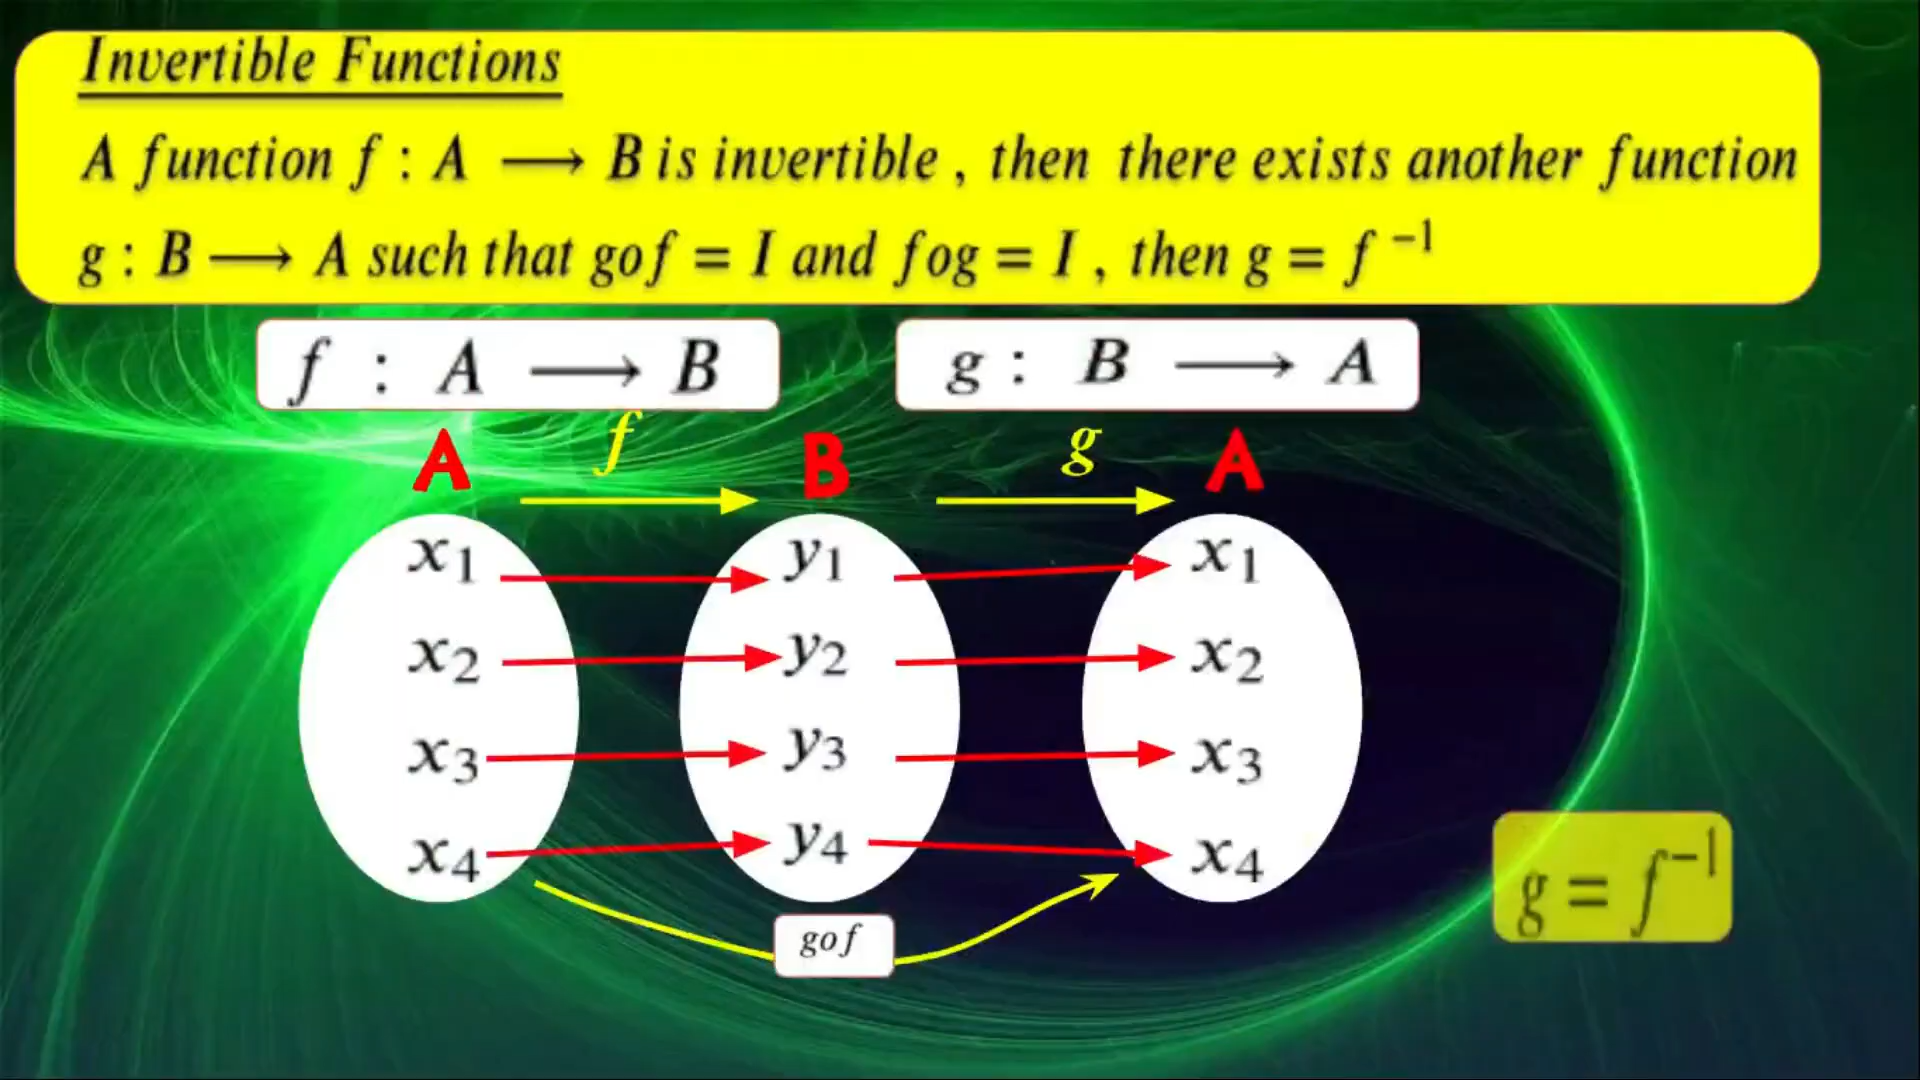 Invertible Functions
A function f : A ⟶ B is invertible , then there exists another function
g : B ⟶ A such that gof = I and fog = I , then g = f⁻¹
f : A ⟶ B
g : B ⟶ A
A f B g A
x₁ y₁ x₁
x₂ y₂ x₂
x₃ y₃ x₃
x₄ y₄ x₄
gof
g = f⁻¹